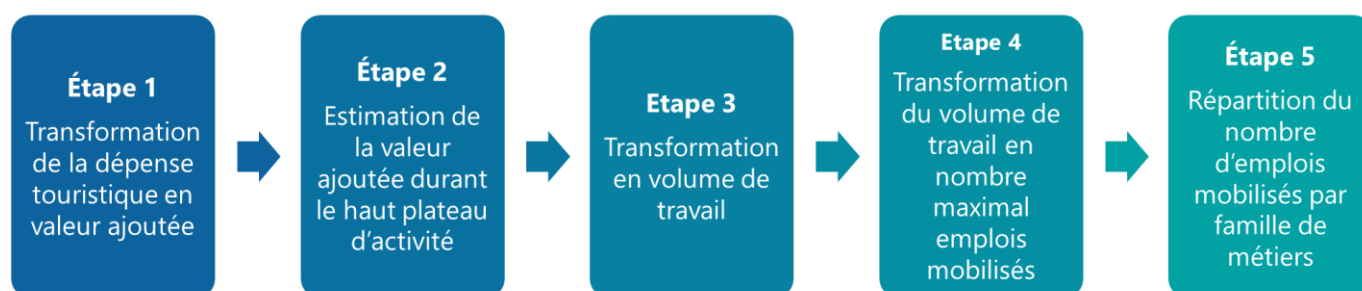 Étape 1
Transformation
de la dépense
touristique en
valeur ajoutée
Étape 2
Estimation de
la valeur
ajoutée durant
le haut plateau
d’activité
Etape 3
Transformation
en volume de
travail
Etape 4
Transformation
du volume de
travail en
nombre
maximal
emplois
mobilisés
Étape 5
Répartition du
nombre
d’emplois
mobilisés par
famille de
métiers